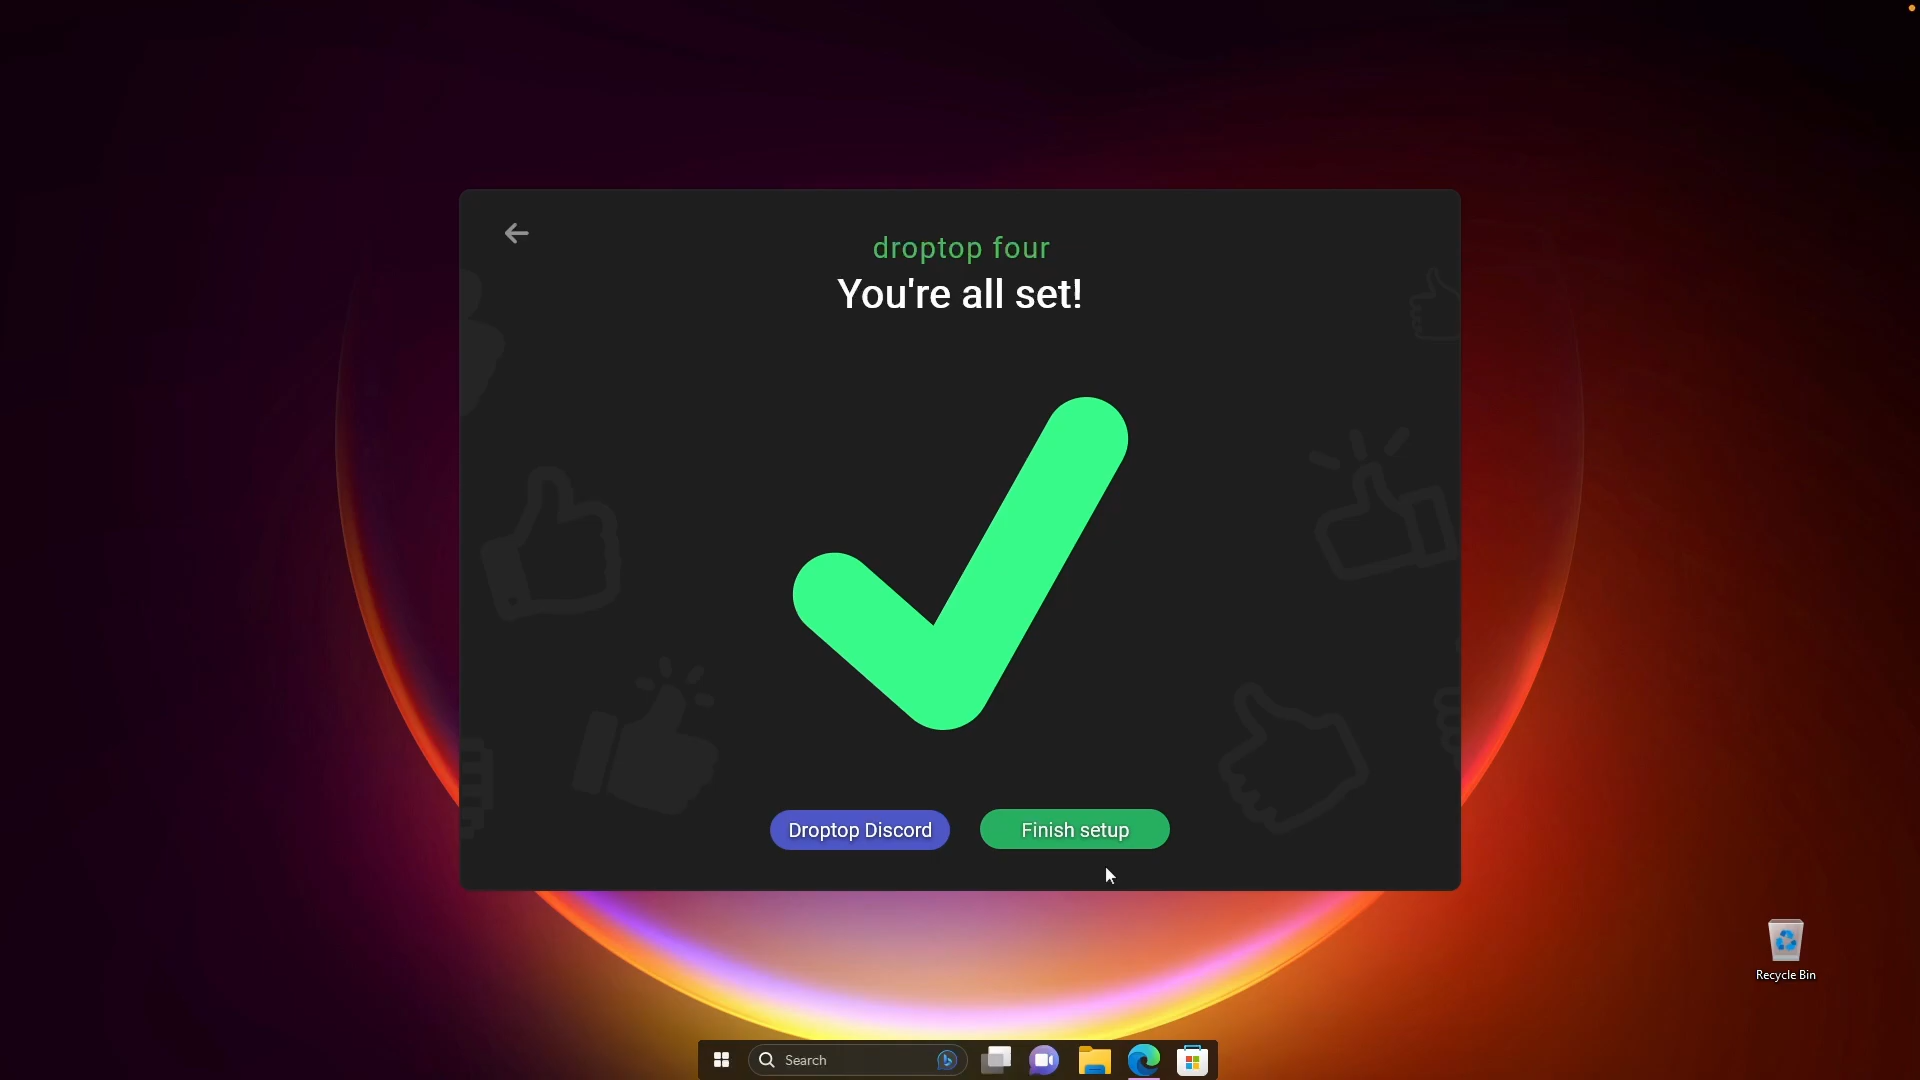 droptop four
You're all set!
Droptop Discord
Finish setup
Recycle Bin
Search